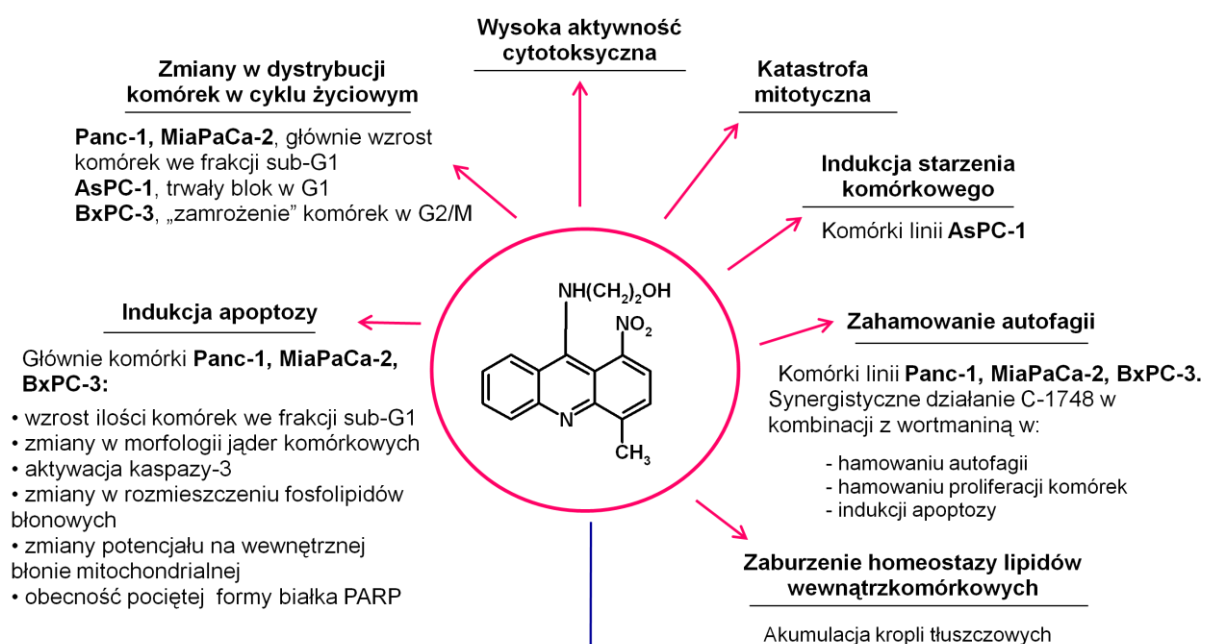 Wysoka aktywność
cytotoksyczna
Zmiany w dystrybucji
komórek w cyklu życiowym
Panc-1, MiaPaCa-2, głównie wzrost
komórek we frakcji sub-G1
AsPC-1, trwały blok w G1
BxPC-3, „zamrożenie” komórek w G2/M
Katastrofa
mitotyczna
Indukcja starzenia
komórkowego
Komórki linii AsPC-1
Indukcja apoptozy
Głównie komórki Panc-1, MiaPaCa-2,
BxPC-3:
• wzrost ilości komórek we frakcji sub-G1
• zmiany w morfologii jąder komórkowych
• aktywacja kaspazy-3
• zmiany w rozmieszczeniu fosfolipidów
błonowych
• zmiany potencjału na wewnętrznej
błonie mitochondrialnej
• obecność pociętej formy białka PARP
NH(CH₂)₂OH
NO₂
N
CH₃
Zahamowanie autofagii
Komórki linii Panc-1, MiaPaCa-2, BxPC-3.
Synergistyczne działanie C-1748 w
kombinacji z wortmaniną w:
- hamowaniu autofagii
- hamowaniu proliferacji komórek
- indukcji apoptozy
Zaburzenie homeostazy lipidów
wewnątrzkomórkowych
Akumulacja kropli tłuszczowych